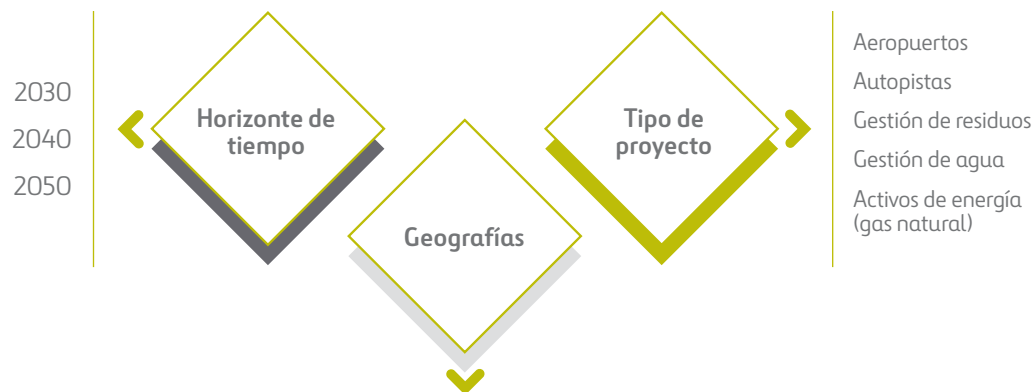 2030
2040
2050
Horizonte de
tiempo
Geografías
Tipo de
proyecto
Aeropuertos
Autopistas
Gestión de residuos
Gestión de agua
Activos de energía
(gas natural)